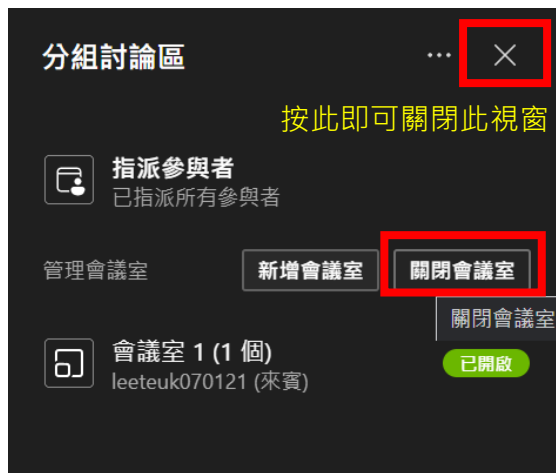 分組討論區
按此即可關閉此視窗
指派參與者
已指派所有參與者
管理會議室 新增會議室 關閉會議室
關閉會議室
會議室 1 (1 個) 已開啟
leeteuk070121 (來賓)